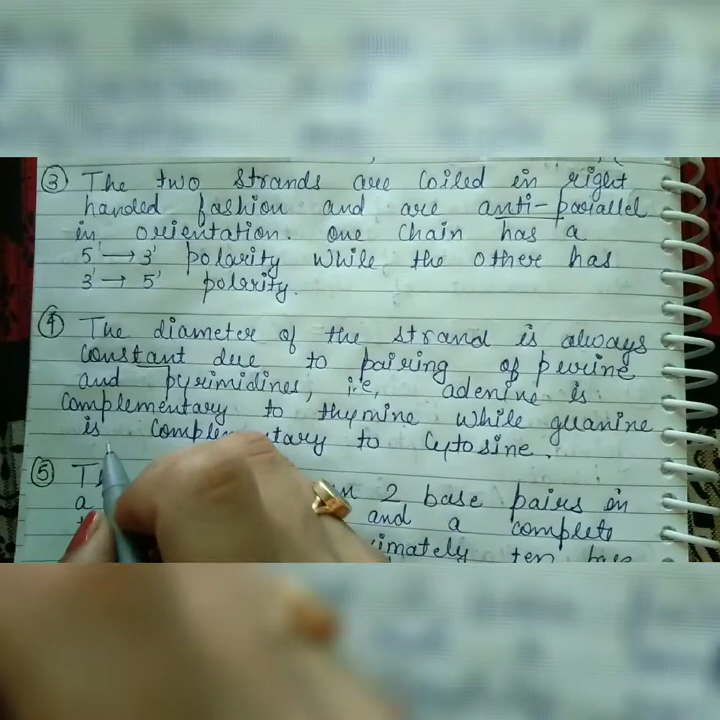 ③ The two strands are coiled in right
handed fashion and are anti-parallel
in orientation. One chain has a
5' → 3' polarity while the other has
3' → 5' polarity.
④ The diameter of the strand is always
constant due to pairing of purine
and pyrimidines, i.e, adenine is
complementary to thymine while guanine
is complementary to cytosine.
⑤ in 2 base pairs in
a and a complete
ten